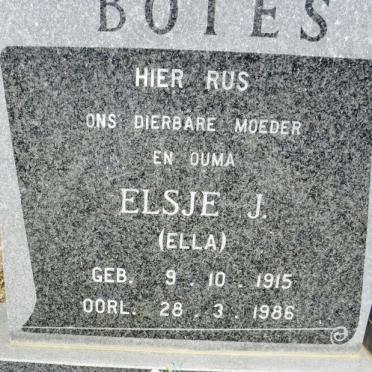 BOTES
HIER RUS
ONS DIERBARE MOEDER
EN OUMA
ELSJE J.
(ELLA)
GEB. 9 . 10 . 1915
OORL. 28 . 3 . 1986